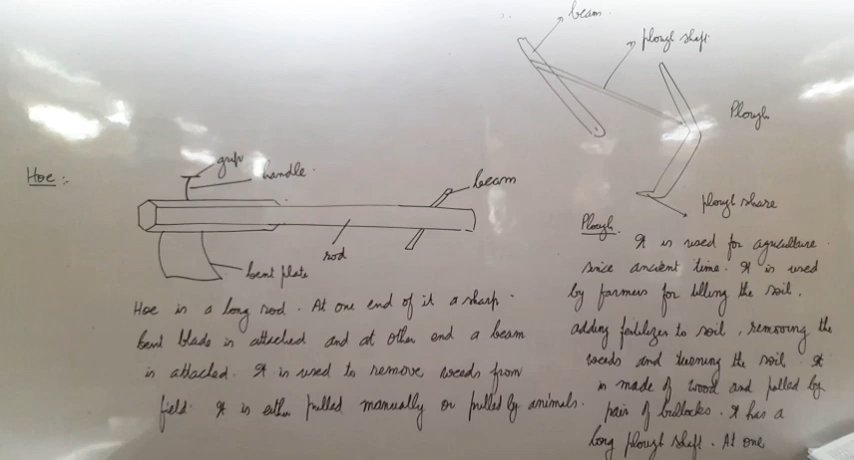 beam
plough shaft
Plough
plough share
Hoe :-
grip
handle
beam
rod
bent plate
Hoe is a long rod. At one end of it a sharp
bent blade is attached and at other end a beam
is attached. It is used to remove weeds from
field. It is either pulled manually or pulled by animals.
Plough.
It is used for agriculture
since ancient time. It is used
by farmers for tilling the soil.
adding fertilizer to soil, removing the
weeds and turning the soil. It
is made of wood and pulled by
pair of bullocks. It has a
long plough shaft. At one